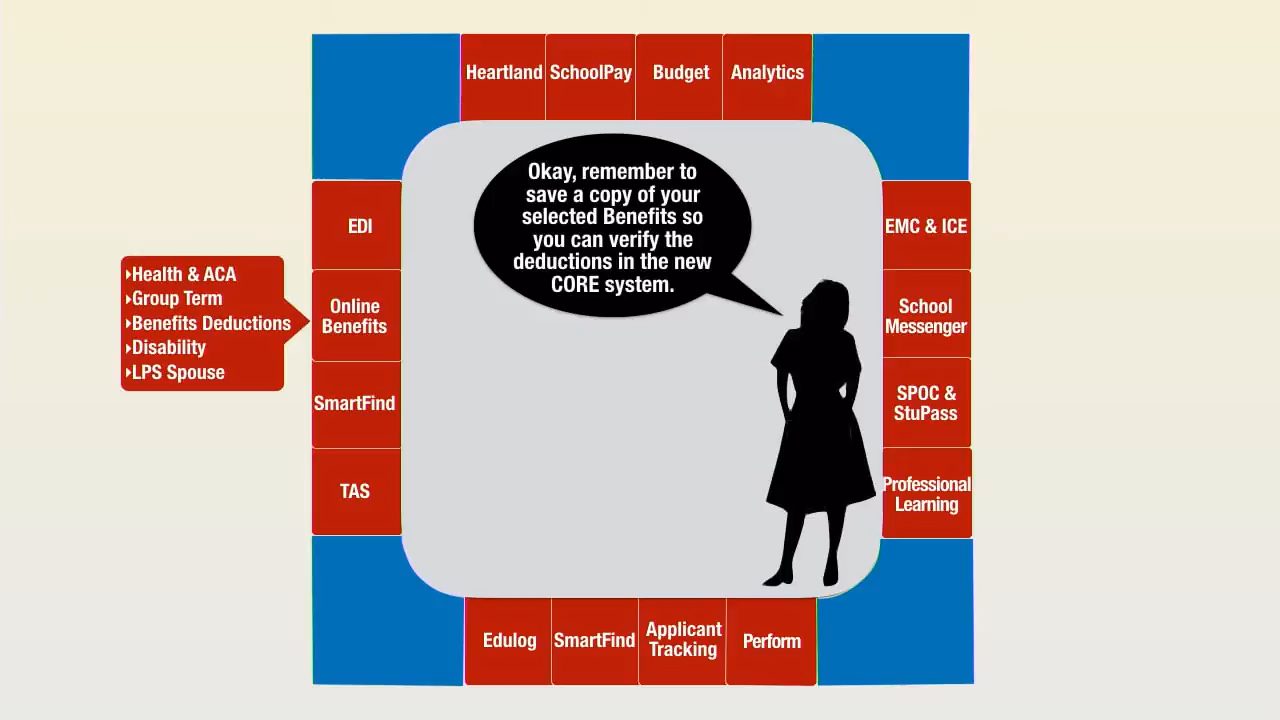 Heartland
SchoolPay
Budget
Analytics
Okay, remember to
save a copy of your
selected Benefits so
you can verify the
deductions in the new
CORE system.
EDI
Online
Benefits
SmartFind
TAS
‣Health & ACA
‣Group Term
‣Benefits Deductions
‣Disability
‣LPS Spouse
EMC & ICE
School
Messenger
SPOC &
StuPass
Professional
Learning
Edulog
SmartFind
Applicant
Tracking
Perform